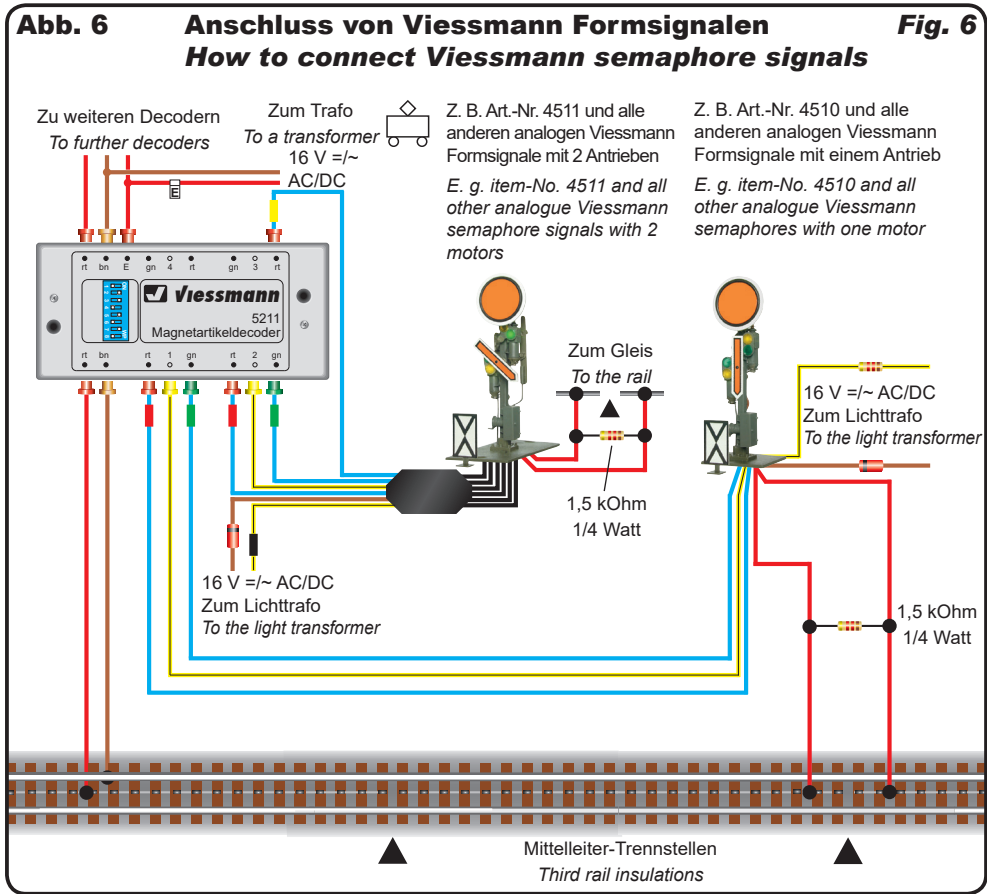 Abb. 6
Anschluss von Viessmann Formsignalen
Fig. 6
How to connect Viessmann semaphore signals
Zu weiteren Decodern
To further decoders
Zum Trafo
To a transformer
16 V =/~
AC/DC
E
Z. B. Art.-Nr. 4511 und alle
anderen analogen Viessmann
Formsignale mit 2 Antrieben
E. g. item-No. 4511 and all
other analogue Viessmann
semaphore signals with 2
motors
Z. B. Art.-Nr. 4510 und alle
anderen analogen Viessmann
Formsignale mit einem Antrieb
E. g. item-No. 4510 and all
other analogue Viessmann
semaphores with one motor
rt bn E gn 4 rt gn 3 rt
viessmann
5211
Magnetartikeldecoder
rt bn rt 1 gn rt 2 gn
Zum Gleis
To the rail
1,5 kOhm
1/4 Watt
16 V =/~ AC/DC
Zum Lichttrafo
To the light transformer
16 V =/~ AC/DC
Zum Lichttrafo
To the light transformer
1,5 kOhm
1/4 Watt
Mittelleiter-Trennstellen
Third rail insulations